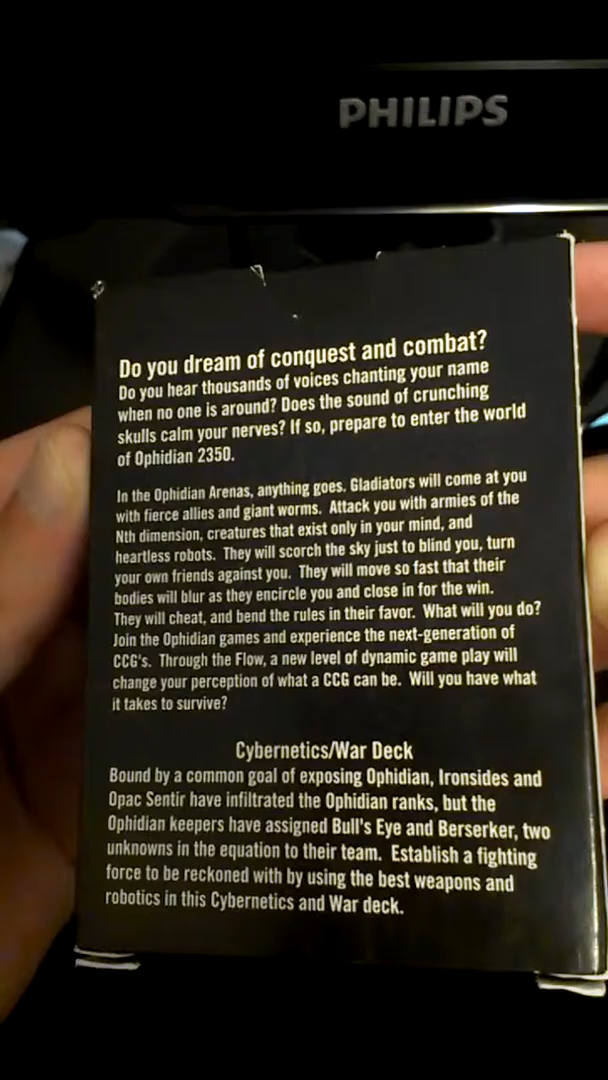 PHILIPS
Do you dream of conquest and combat?
Do you hear thousands of voices chanting your name
when no one is around? Does the sound of crunching
skulls calm your nerves? If so, prepare to enter the world
of Ophidian 2350.
In the Ophidian Arenas, anything goes. Gladiators will come at you
with fierce allies and giant worms. Attack you with armies of the
Nth dimension, creatures that exist only in your mind, and
heartless robots. They will scorch the sky just to blind you, turn
your own friends against you. They will move so fast that their
bodies will blur as they encircle you and close in for the win.
They will cheat, and bend the rules in their favor. What will you do?
Join the Ophidian games and experience the next-generation of
CCG's. Through the Flow, a new level of dynamic game play will
change your perception of what a CCG can be. Will you have what
it takes to survive?
Cybernetics/War Deck
Bound by a common goal of exposing Ophidian, Ironsides and
Opac Sentir have infiltrated the Ophidian ranks, but the
Ophidian keepers have assigned Bull's Eye and Berserker, two
unknowns in the equation to their team. Establish a fighting
force to be reckoned with by using the best weapons and
robotics in this Cybernetics and War deck.